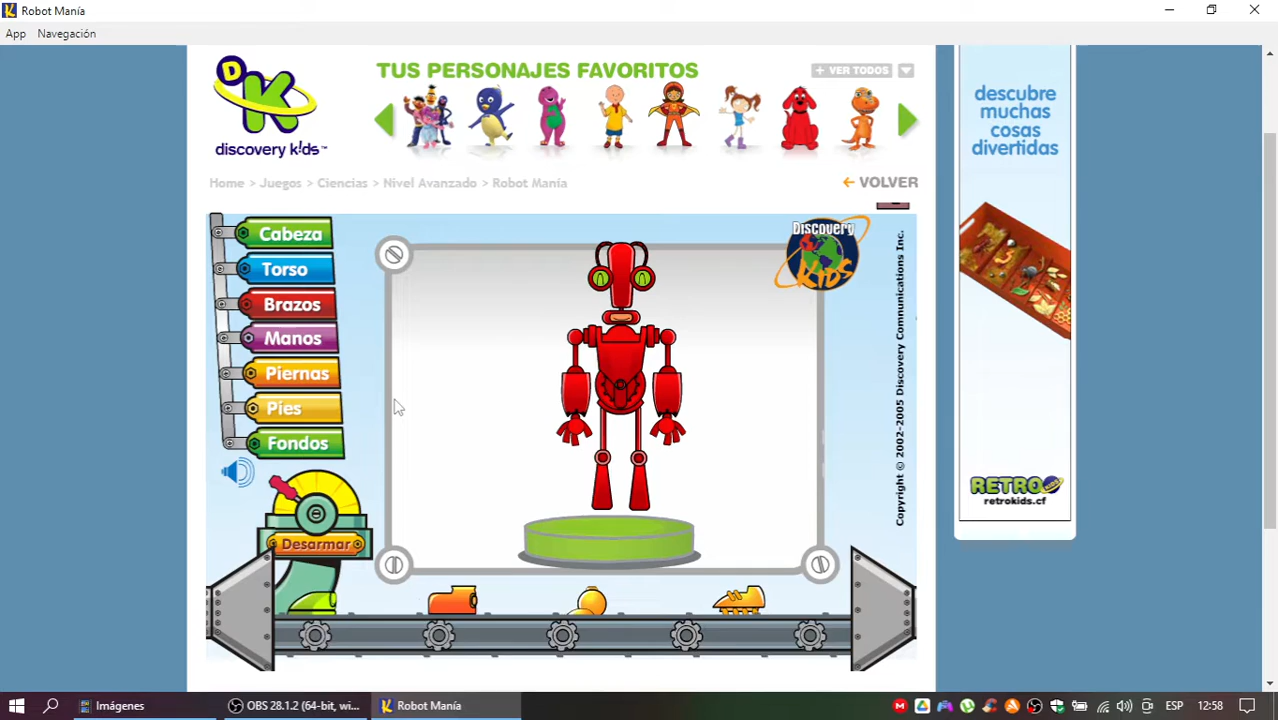 Robot Manía
App Navegación
D
K
discovery k!ds™
TUS PERSONAJES FAVORITOS
+ VER TODOS
Home > Juegos > Ciencias > Nivel Avanzado > Robot Manía
← VOLVER
Cabeza
Torso
Brazos
Manos
Piernas
Pies
Fondos
Desarmar
Discovery
KIDS
Copyright © 2002-2005 Discovery Communications Inc.
descubre
muchas
cosas
divertidas
RETRO
retrokids.cf
Imágenes
OBS 28.1.2 (64-bit, wi...
Robot Manía
ESP
12:58